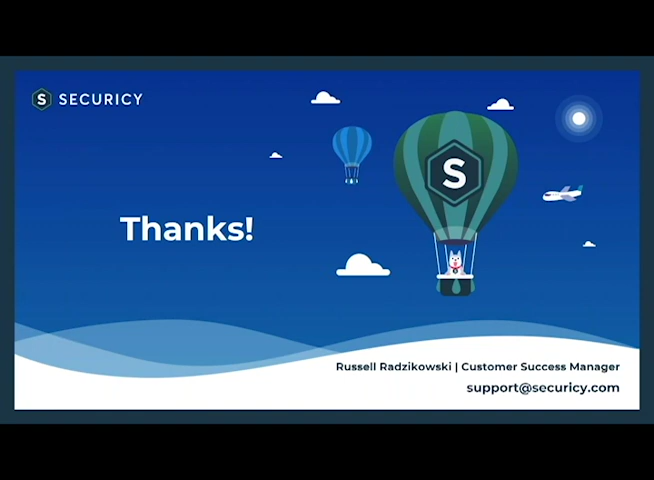 S SECURICY
S
Thanks!
Russell Radzikowski | Customer Success Manager
support@securicy.com